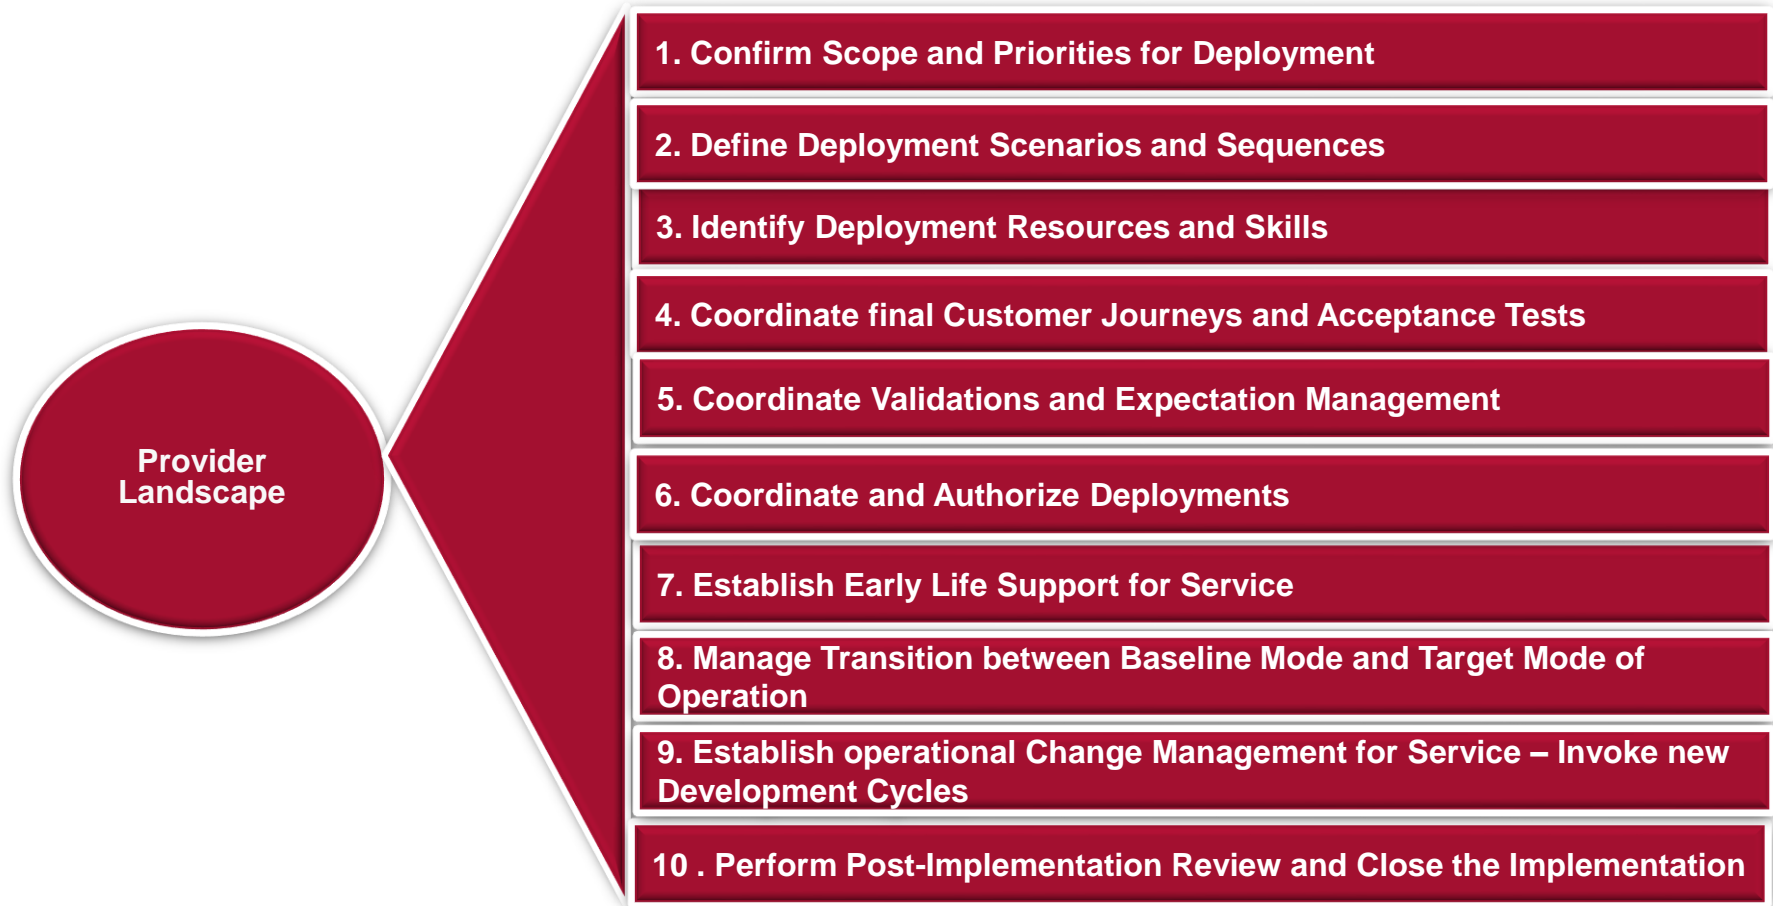 Provider
Landscape
1. Confirm Scope and Priorities for Deployment
2. Define Deployment Scenarios and Sequences
3. Identify Deployment Resources and Skills
4. Coordinate final Customer Journeys and Acceptance Tests
5. Coordinate Validations and Expectation Management
6. Coordinate and Authorize Deployments
7. Establish Early Life Support for Service
8. Manage Transition between Baseline Mode and Target Mode of
Operation
9. Establish operational Change Management for Service – Invoke new
Development Cycles
10 . Perform Post-Implementation Review and Close the Implementation